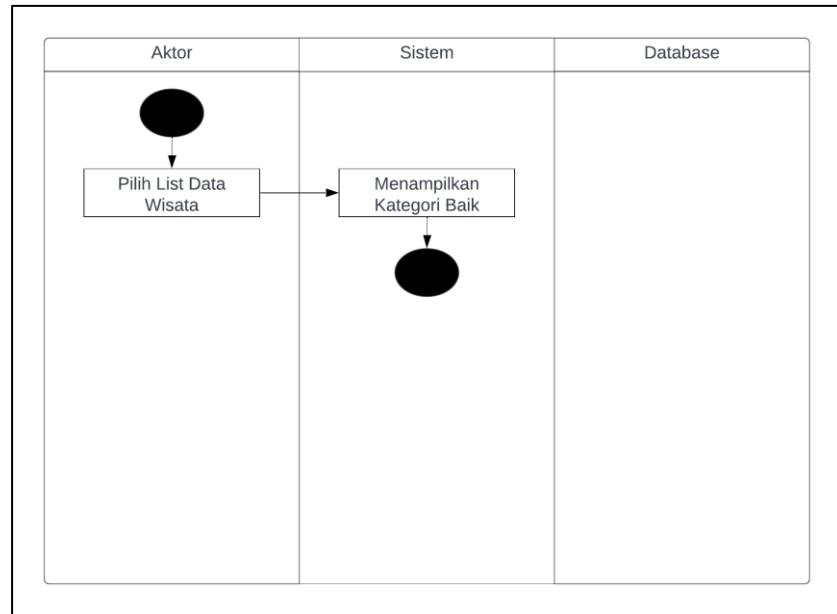 Aktor
Sistem
Database
Pilih List Data
Wisata
Menampilkan
Kategori Baik